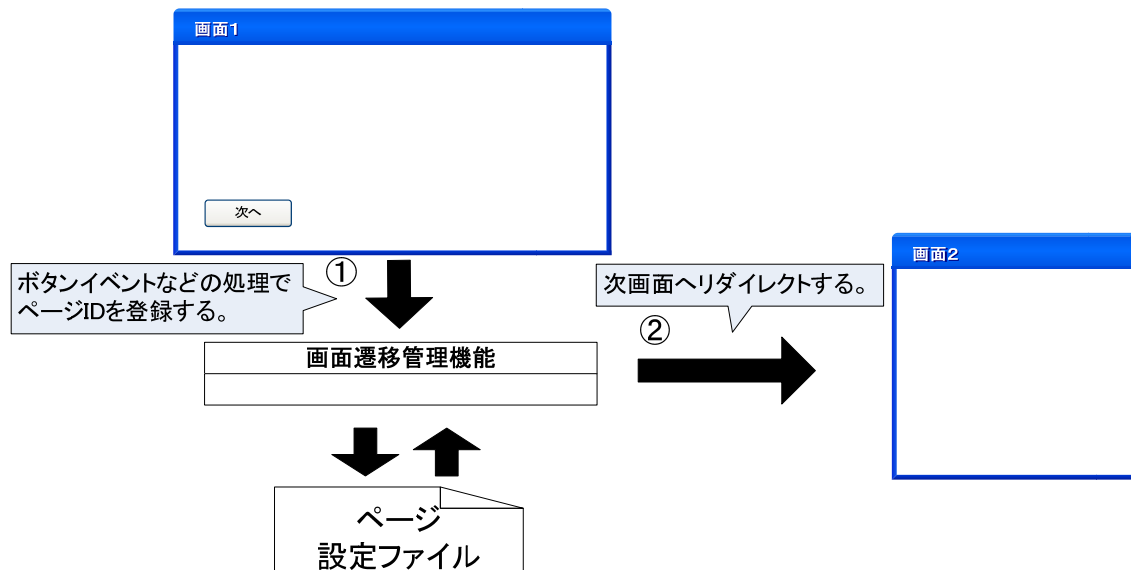 画面1
次へ
①
ボタンイベントなどの処理で
ページIDを登録する。
次画面へリダイレクトする。
②
画面遷移管理機能
画面2
ページ
設定ファイル